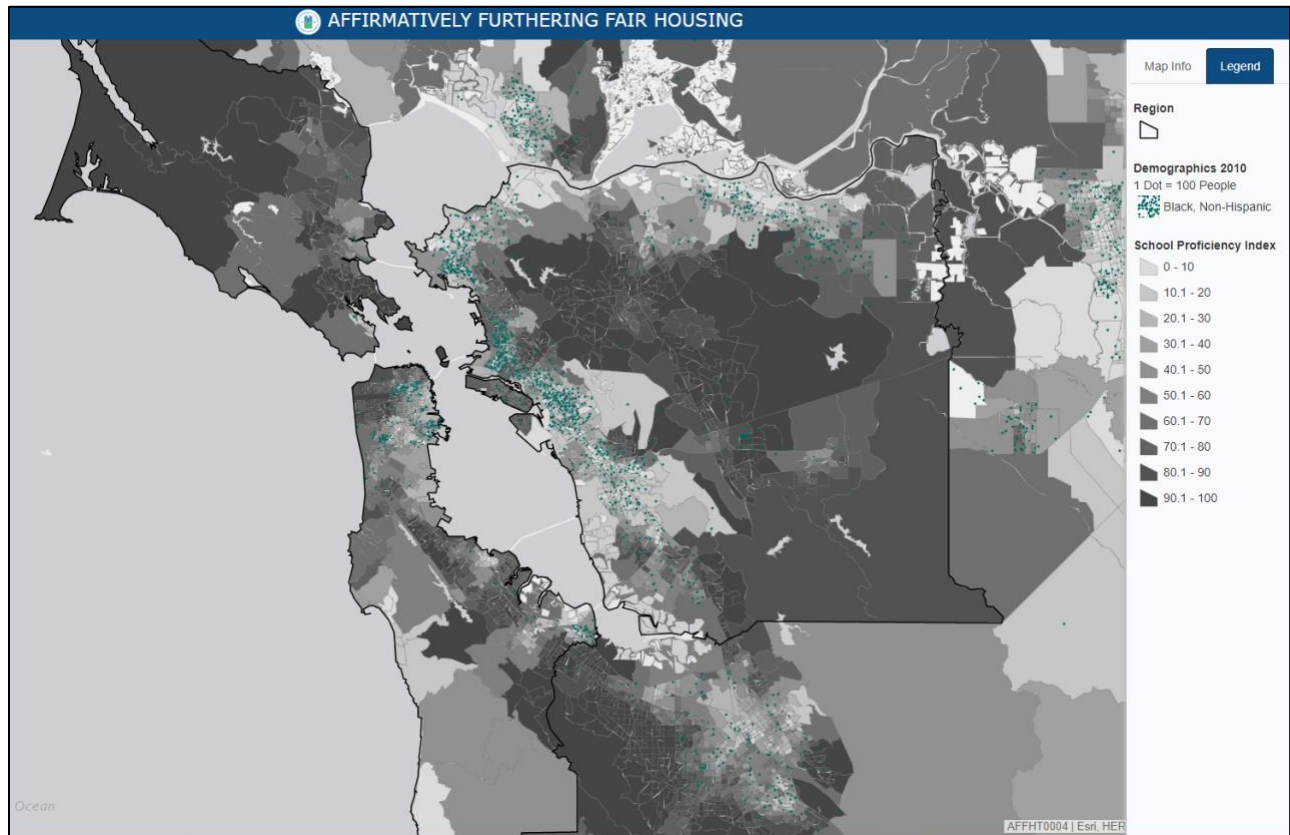 AFFIRMATIVELY FURTHERING FAIR HOUSING
Map Info
Legend
Region
Demographics 2010
1 Dot = 100 People
Black, Non-Hispanic
School Proficiency Index
0 - 10
10.1 - 20
20.1 - 30
30.1 - 40
40.1 - 50
50.1 - 60
60.1 - 70
70.1 - 80
80.1 - 90
90.1 - 100
Ocean
AFFHT0004 | Esri, HER